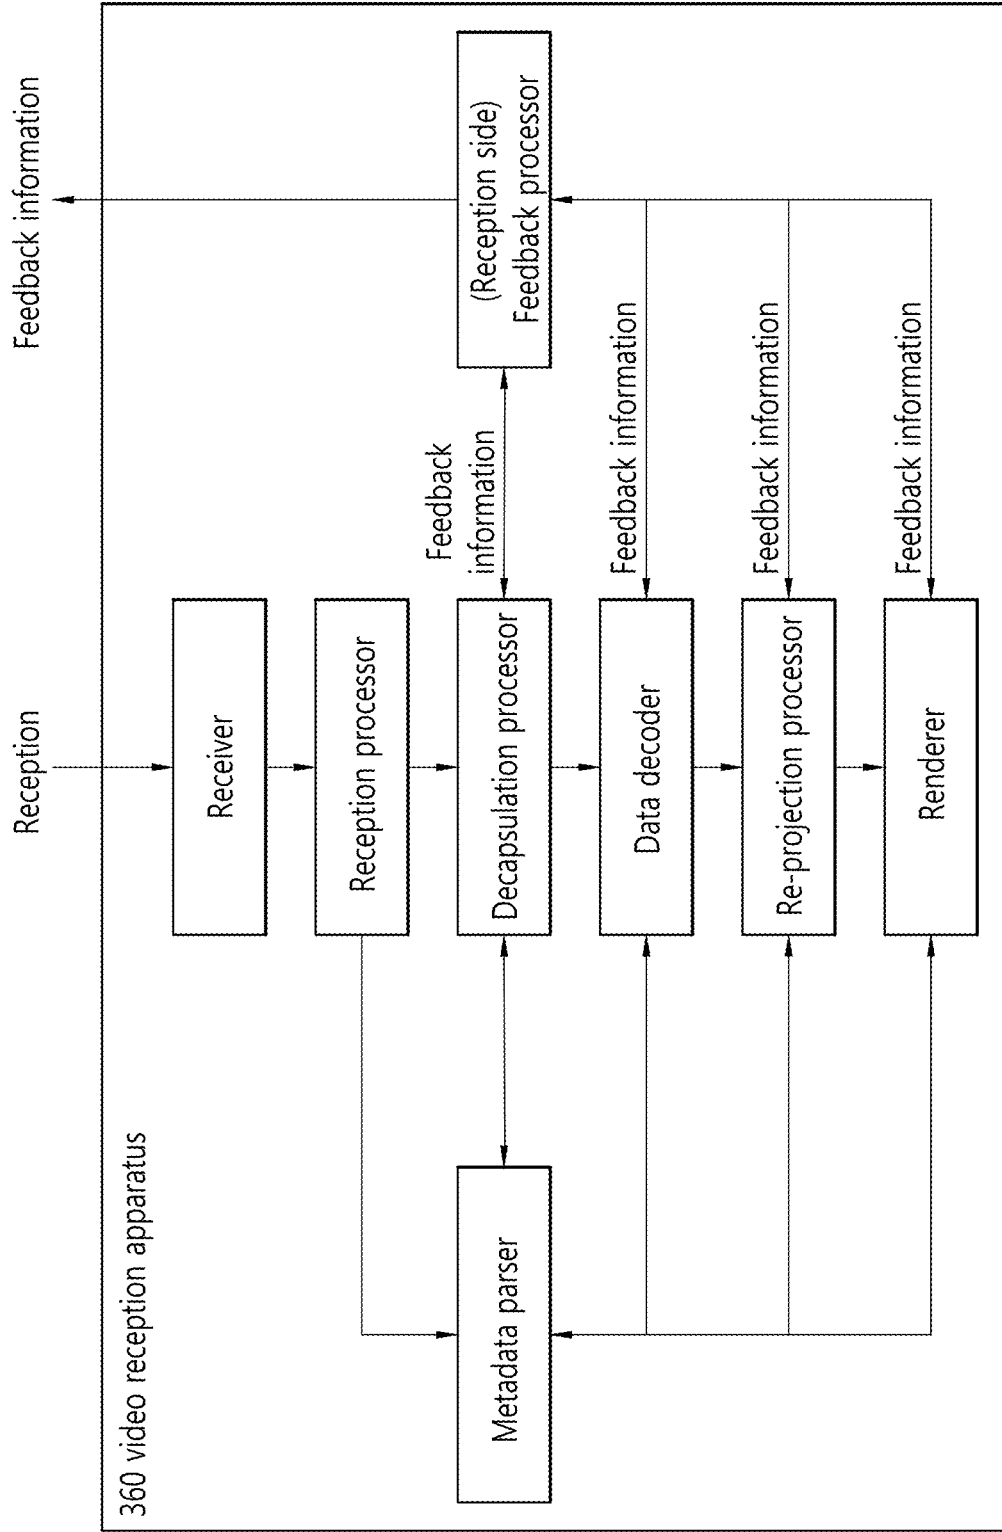 360 video reception apparatus
Reception
Feedback information
Receiver
Reception processor
Metadada parser
Decapsulation processor
Feedback
information
(Reception side)
Feedback processor
Data decoder
Feedback information
Re-projection processor
Feedback information
Renderer
Feedback information